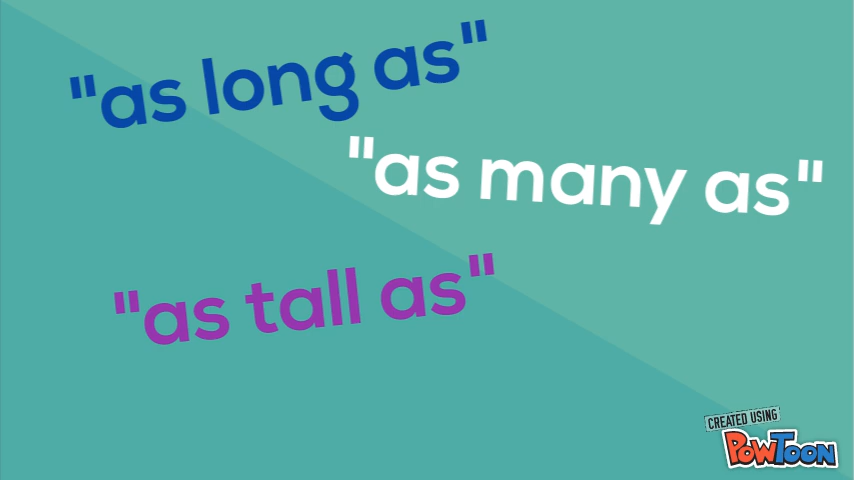 "as long as"
"as many as"
"as tall as"
CREATED USING
POWTOON